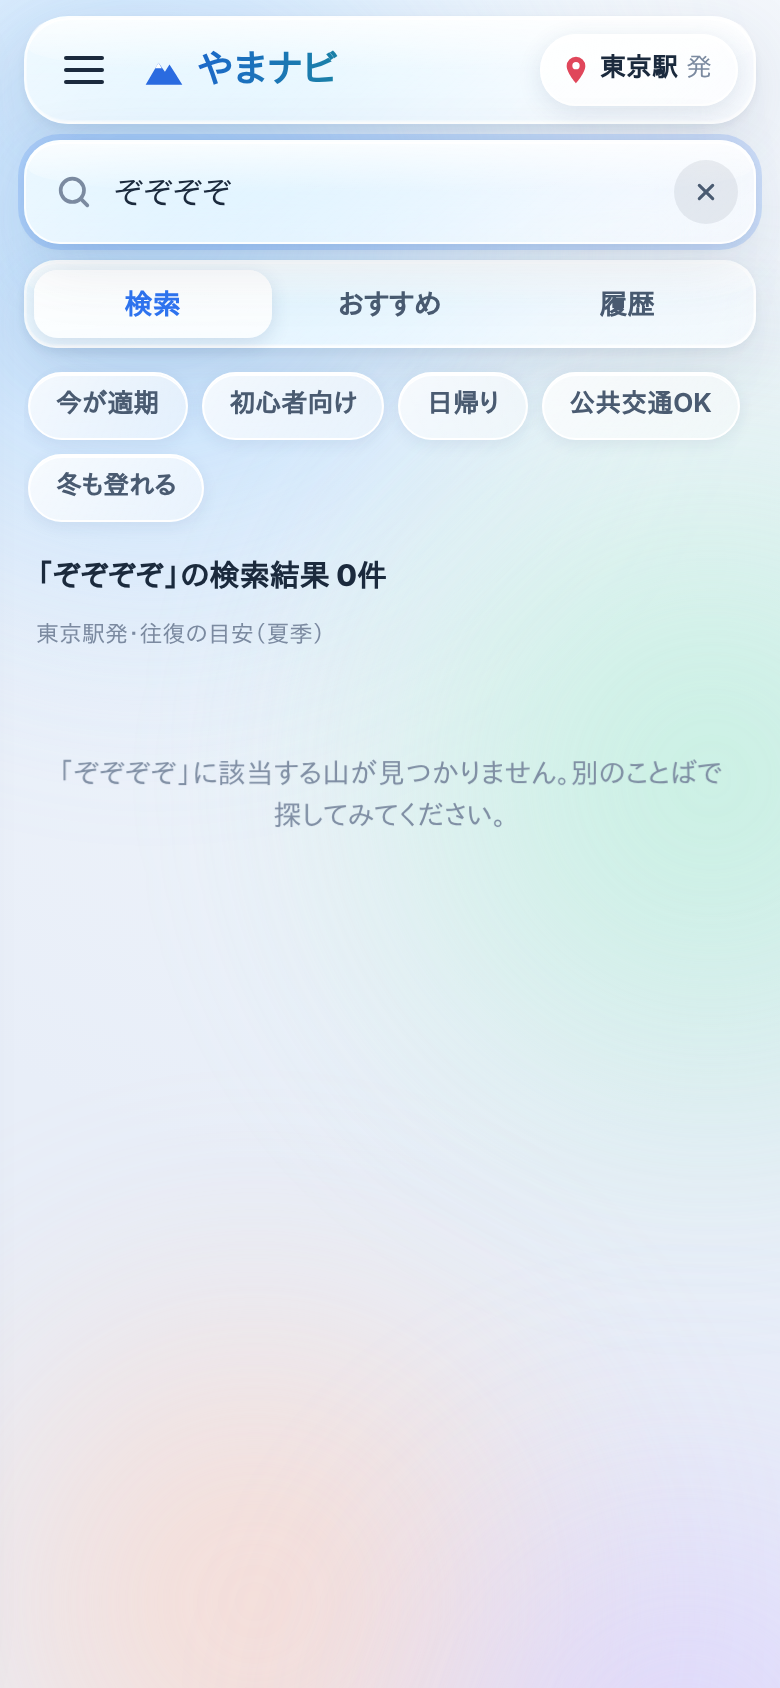 やまナビ
東京駅 発
ぞぞぞぞ
検索 おすすめ 履歴
今が適期 初心者向け 日帰り 公共交通OK
冬も登れる
「ぞぞぞぞ」の検索結果 0件
東京駅発・往復の目安（夏季）
「ぞぞぞぞ」に該当する山が見つかりません。別のことばで
探してみてください。